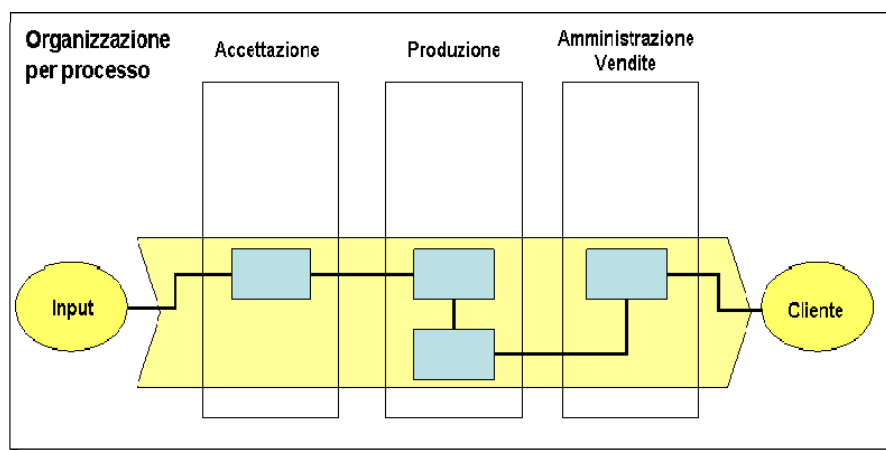 Organizzazione
per processo
Accettazione
Produzione
Amministrazione
Vendite
Input
Cliente